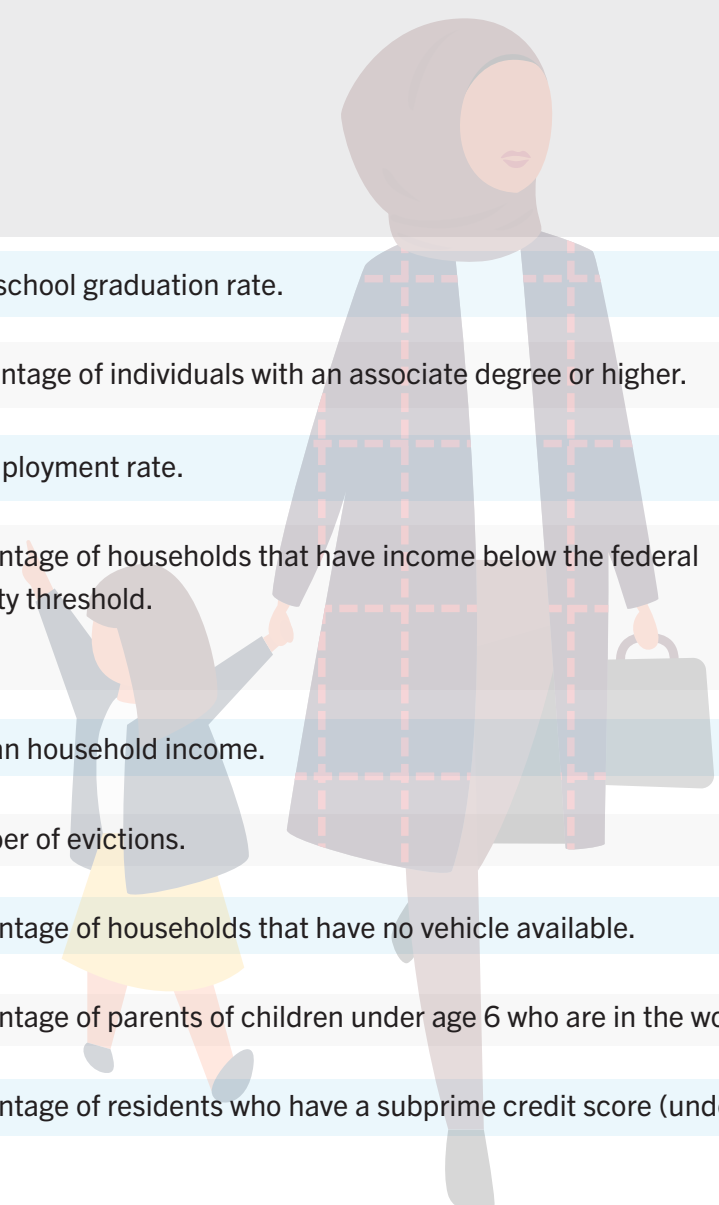 school graduation rate.
ntage of individuals with an associate degree or higher.
ployment rate.
ntage of households that have income below the federal
ty threshold.
an household income.
ber of evictions.
ntage of households that have no vehicle available.
ntage of parents of children under age 6 who are in the wo
ntage of residents who have a subprime credit score (unde